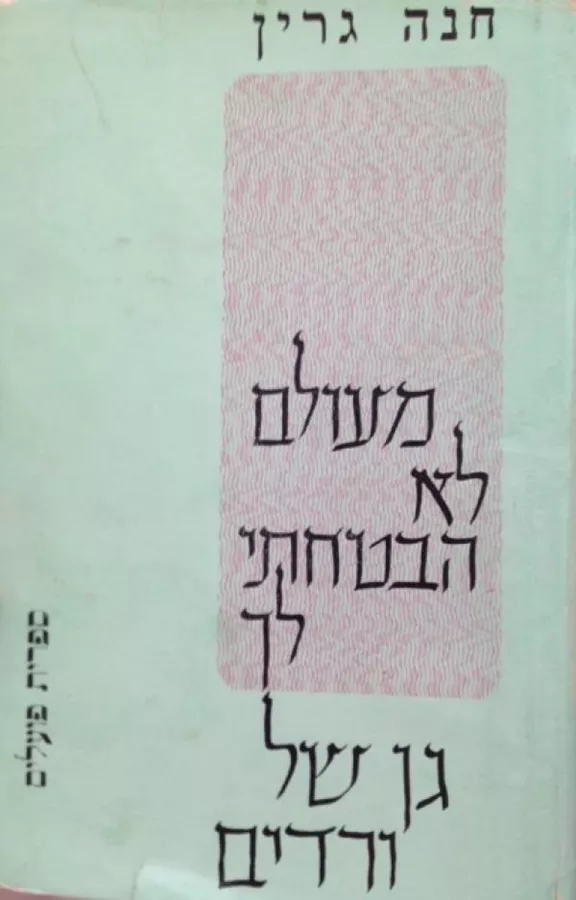 חנה גרין
מעולם
לא
הבטחתי
לך
גן של
ורדים
ספרית פועלים